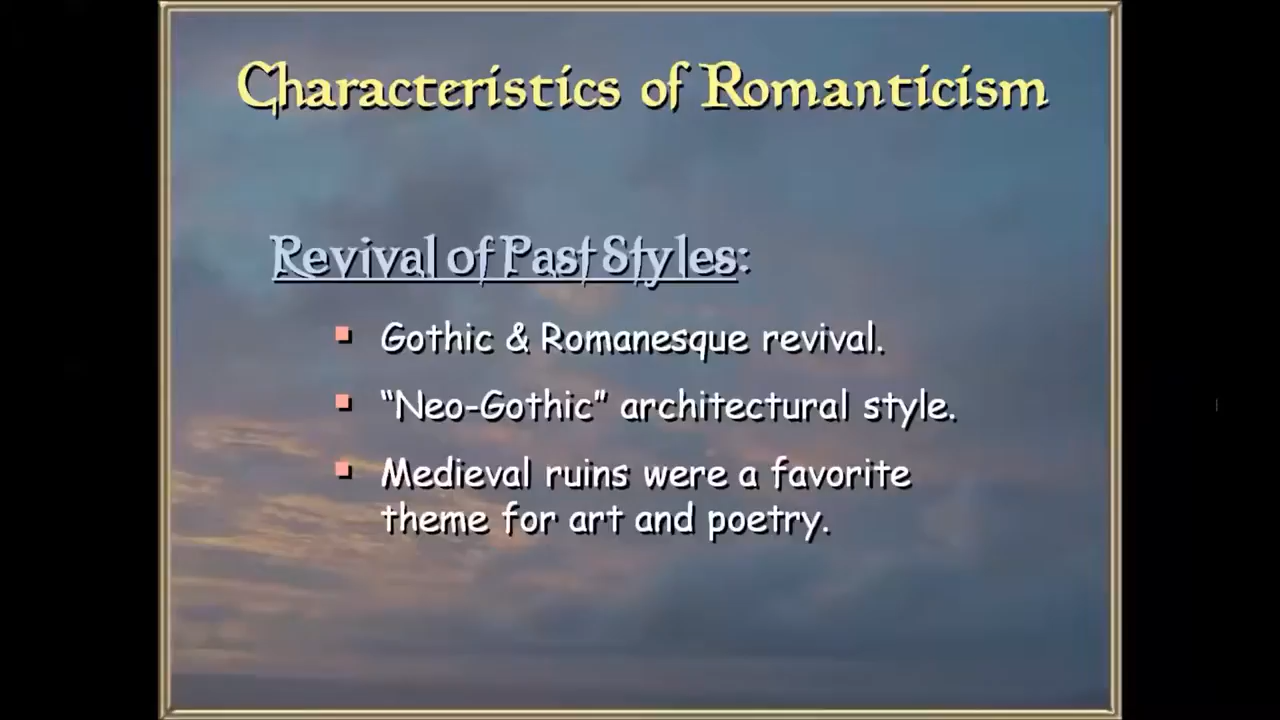 Characteristics of Romanticism
Revival of Past Styles:
Gothic & Romanesque revival.
“Neo-Gothic” architectural style.
Medieval ruins were a favorite
theme for art and poetry.